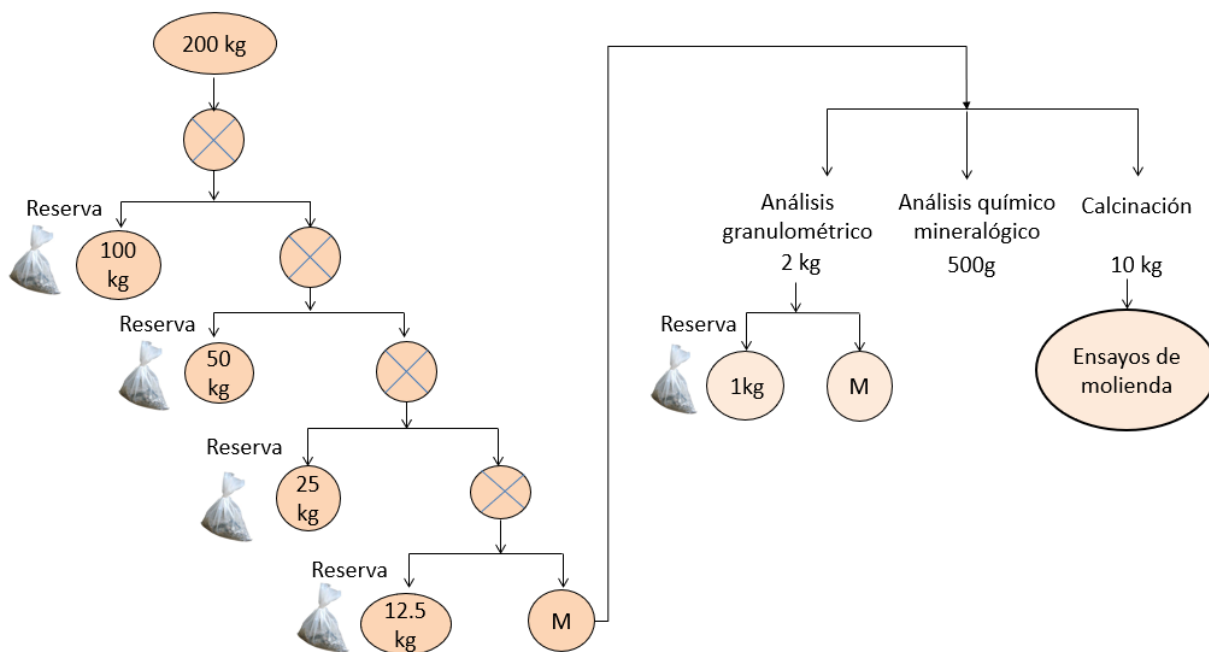 200 kg
Reserva
100
kg
Reserva
50
kg
Reserva
25
kg
Reserva
12.5
kg
M
Análisis
granulométrico
2 kg
Reserva
1kg
M
Análisis químico
mineralógico
500g
Calcinación
10 kg
Ensayos de
molienda